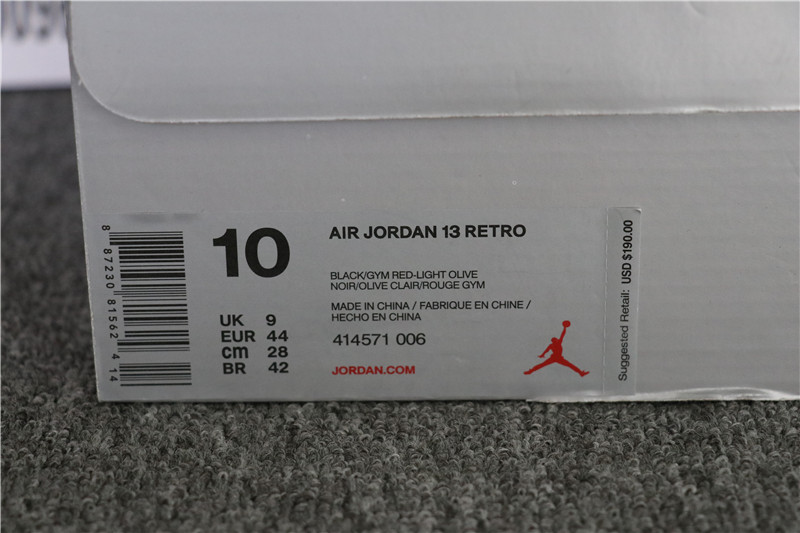 8 87230 81562 4 14
10
UK 9
EUR 44
cm 28
BR 42
AIR JORDAN 13 RETRO
BLACK/GYM RED-LIGHT OLIVE
NOIR/OLIVE CLAIR/ROUGE GYM
MADE IN CHINA / FABRIQUE EN CHINE /
HECHO EN CHINA
414571 006
JORDAN.COM
Suggested Retail: USD $190.00